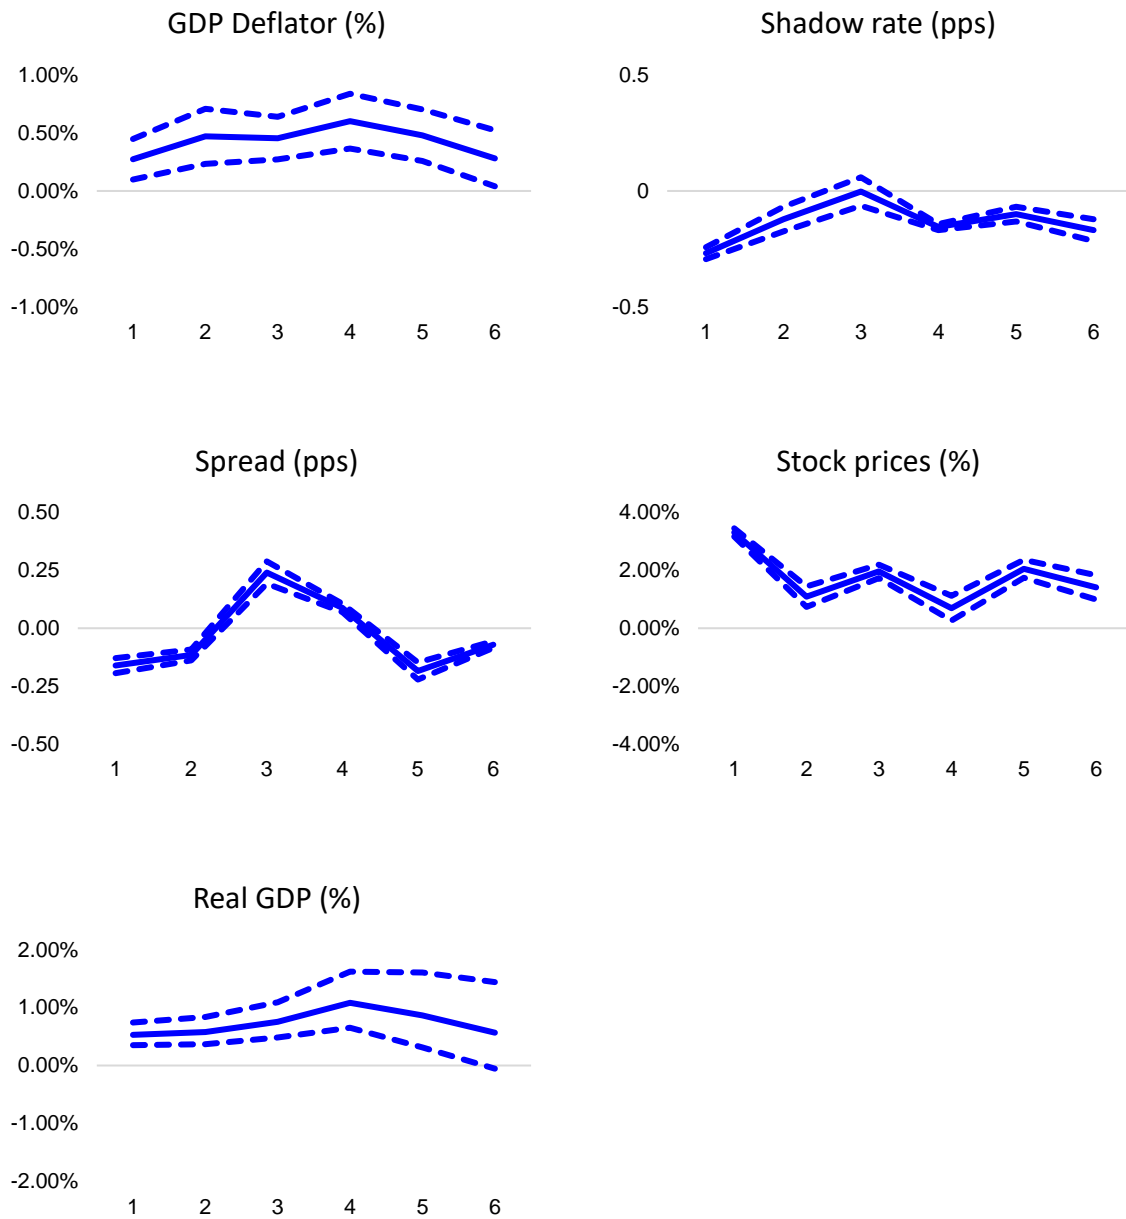 GDP Deflator (%)
1.00%
0.50%
0.00%
-0.50%
-1.00%
1 2 3 4 5 6
Shadow rate (pps)
0.5
0
-0.5
1 2 3 4 5 6
Spread (pps)
0.50
0.25
0.00
-0.25
-0.50
1 2 3 4 5 6
Stock prices (%)
4.00%
2.00%
0.00%
-2.00%
-4.00%
1 2 3 4 5 6
Real GDP (%)
2.00%
1.00%
0.00%
-1.00%
-2.00%
1 2 3 4 5 6